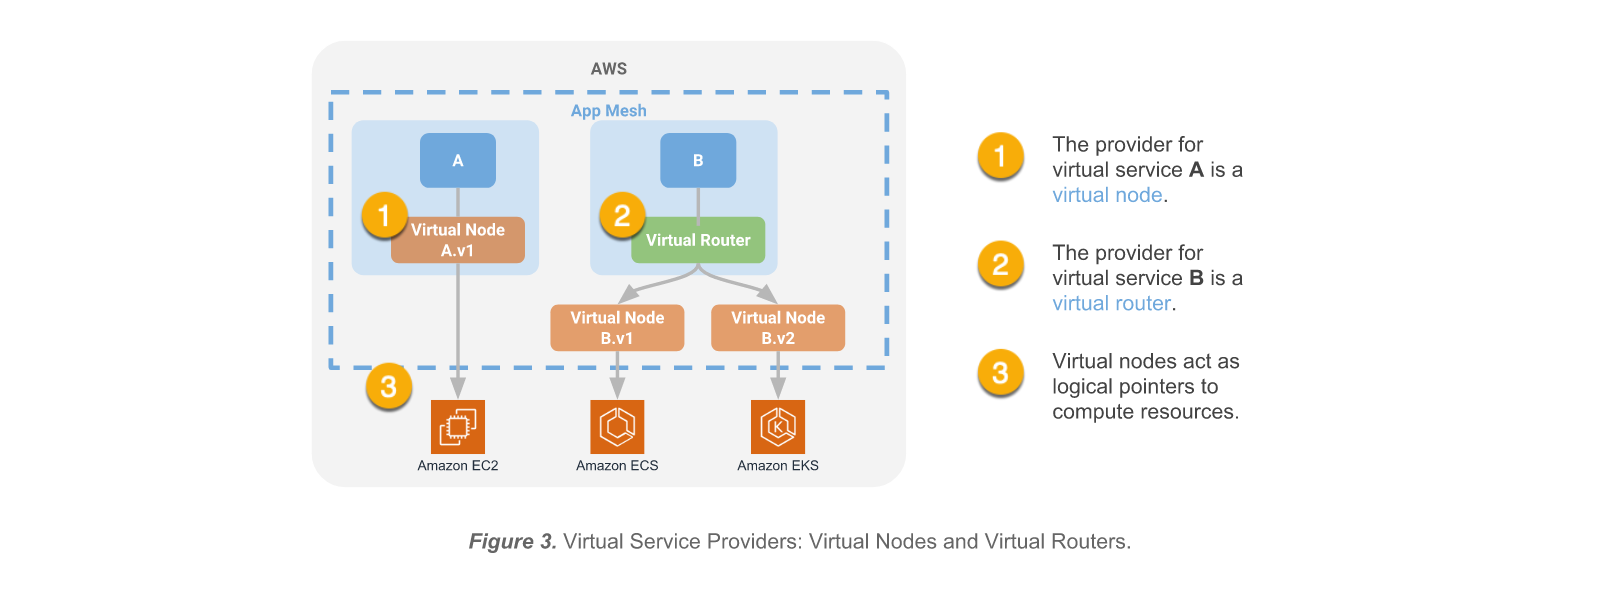 AWS
App Mesh
A
B
1
2
Virtual Node
A.v1
Virtual Router
Virtual Node
B.v1
Virtual Node
B.v2
3
K
Amazon EC2
Amazon ECS
Amazon EKS
1
The provider for
virtual service A is a
virtual node.
2
The provider for
virtual service B is a
virtual router.
3
Virtual nodes act as
logical pointers to
compute resources.
Figure 3. Virtual Service Providers: Virtual Nodes and Virtual Routers.